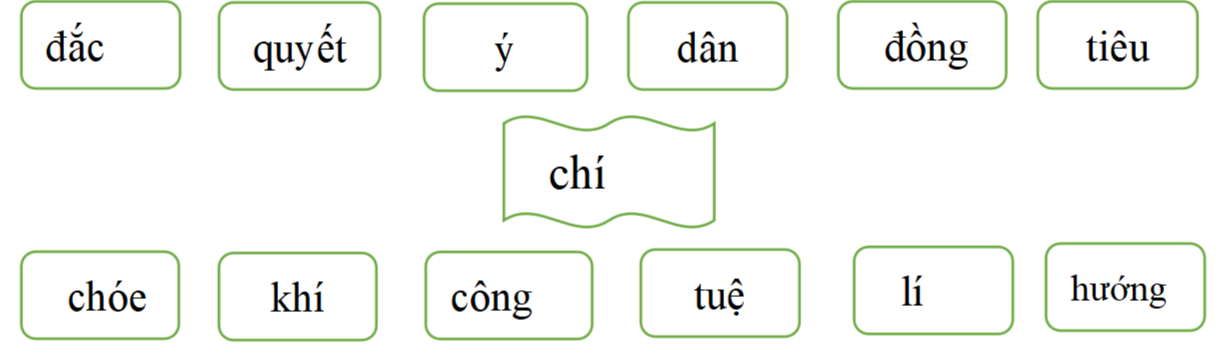 đắc quyết ý dân đồng tiêu
chí
chóe khí công tuệ lí hướng